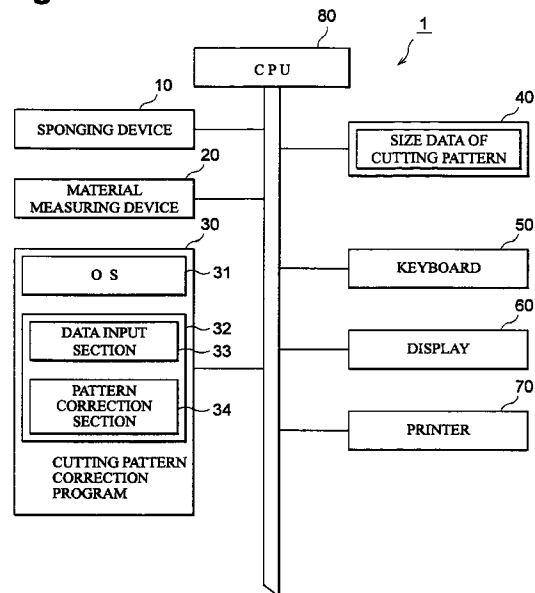 80
1
CPU
10
SPONGING DEVICE
40
SIZE DATA OF
CUTTING PATTERN
20
MATERIAL
MEASURING DEVICE
30
OS
31
50
KEYBOARD
32
DATA INPUT
SECTION
33
60
DISPLAY
PATTERN
CORRECTION
SECTION
34
70
PRINTER
CUTTING PATTERN
CORRECTION
PROGRAM